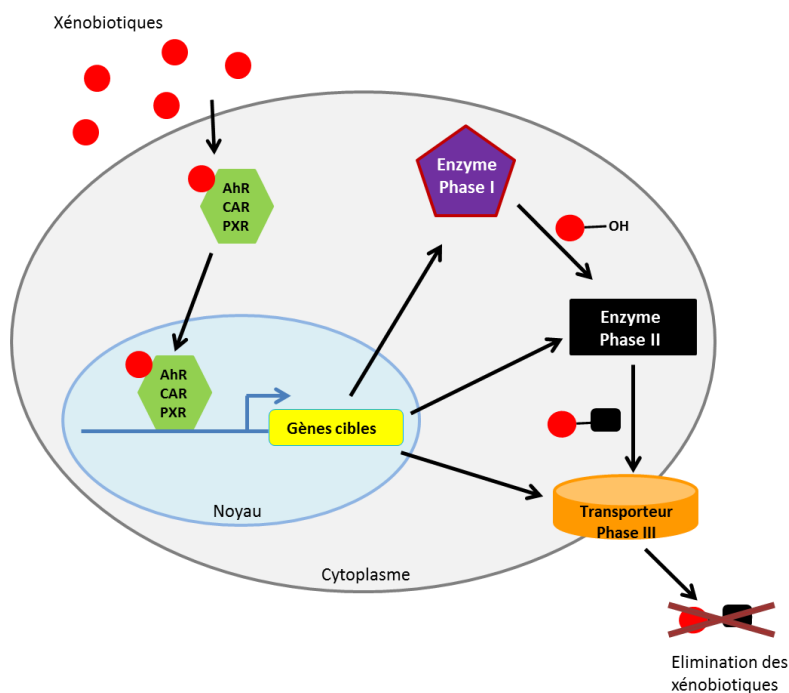 Xénobiotiques
AhR
CAR
PXR
Enzyme
Phase I
OH
Enzyme
Phase II
AhR
CAR
PXR
Gènes cibles
Noyau
Transporteur
Phase III
Cytoplasme
Elimination des
xénobiotiques